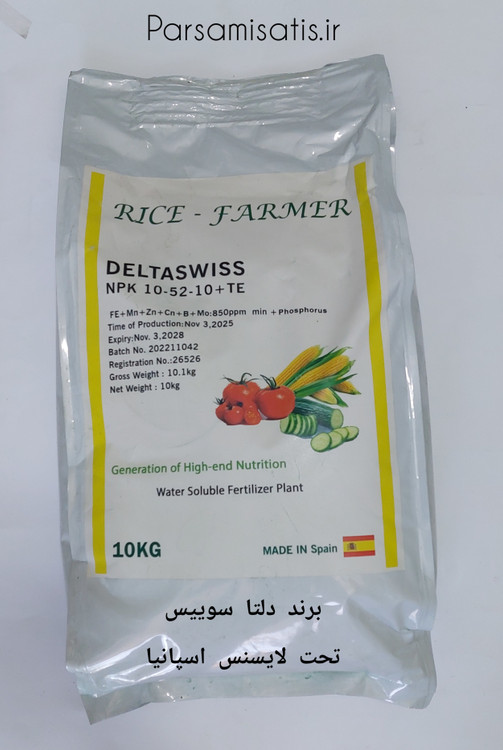 Parsamisatis.ir
RICE - FARMER
DELTASWISS
NPK 10-52-10+TE
FE+Mn+Zn+Cn+B+Mo:850ppm min +Phosphorus
Time of Production:Nov 3,2025
Expiry:Nov. 3,2028
Batch No. 202211042
Registration No.:26526
Gross Weight : 10.1kg
Net Weight : 10kg
Generation of High-end Nutrition
Water Soluble Fertilizer Plant
10KG MADE IN Spain
برند دلتا سوییس
تحت لایسنس اسپانیا